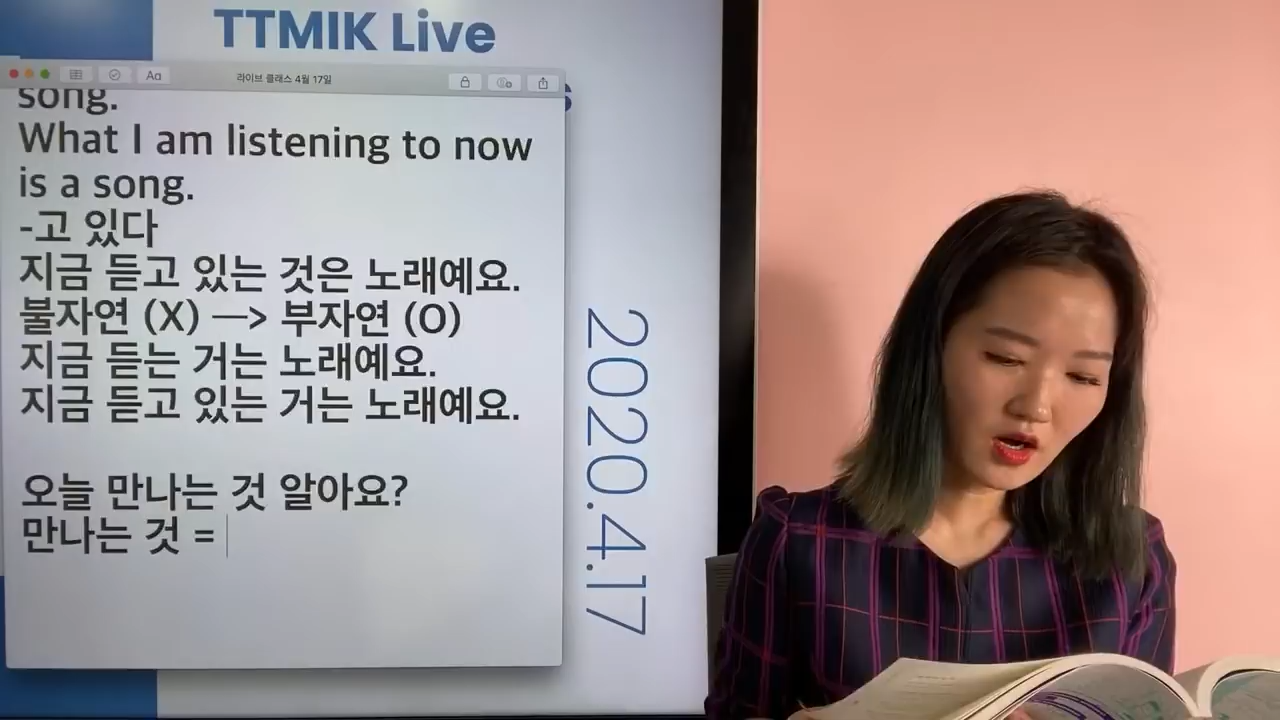 TTMIK Live
라이브 클래스 4월 17일
Aa
song.
What I am listening to now
is a song.
-고 있다
지금 듣고 있는 것은 노래예요.
불자연 (X) —> 부자연 (O)
지금 듣는 거는 노래예요.
지금 듣고 있는 거는 노래예요.
오늘 만나는 것 알아요?
만나는 것 =
2020.4.17